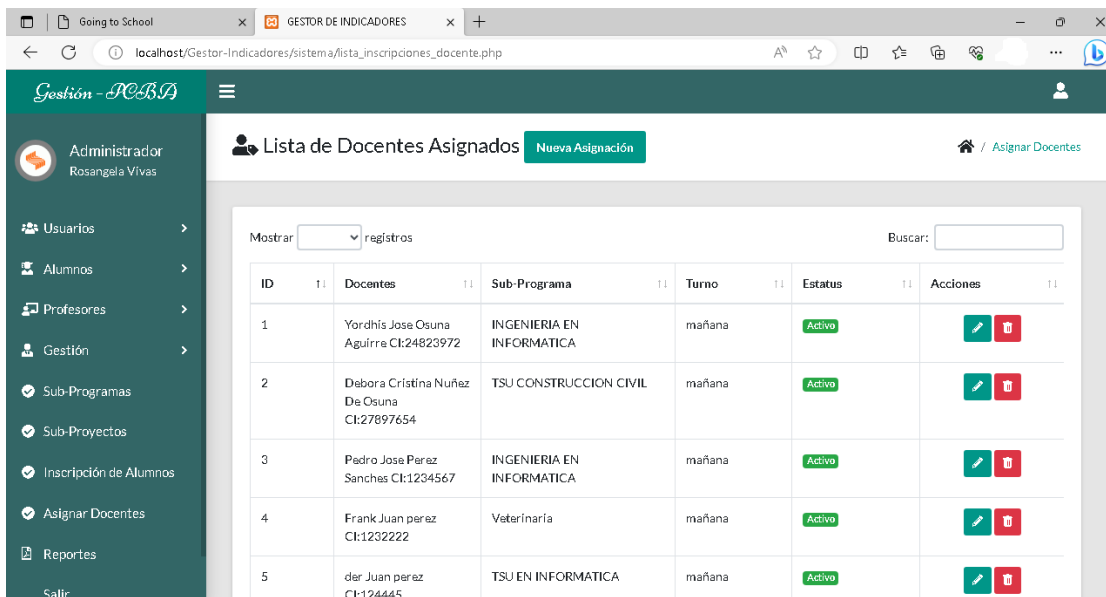 Going to School
GESTOR DE INDICADORES
localhost/Gestor-Indicadores/sistema/lista_inscripciones_docente.php
Gestión - PCBA
Administrador
Rosangela Vivas
Usuarios
Alumnos
Profesores
Gestión
Sub-Programas
Sub-Proyectos
Inscripción de Alumnos
Asignar Docentes
Reportes
Salir
Lista de Docentes Asignados
Nueva Asignación
/ Asignar Docentes
Mostrar registros
Buscar:
ID Docentes Sub-Programa Turno Estatus Acciones
1 Yordhis Jose Osuna INGENIERIA EN mañana Activo
Aguirre CI:24823972 INFORMATICA
2 Debora Cristina Nuñez TSU CONSTRUCCION CIVIL mañana Activo
De Osuna
CI:27897654
3 Pedro Jose Perez INGENIERIA EN mañana Activo
Sanches CI:1234567 INFORMATICA
4 Frank Juan perez Veterinaria mañana Activo
CI:1232222
5 der Juan perez TSU EN INFORMATICA mañana Activo
CI:124445